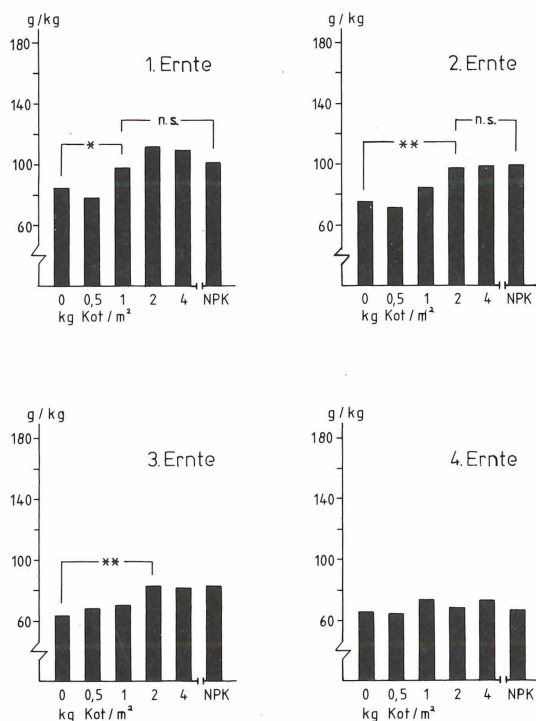 g/kg
180
140
100
60
1. Ernte
*
n.s.
0 0,5 1 2 4 NPK
kg Kot/m²
g/kg
180
140
100
60
2. Ernte
**
n.s.
0 0,5 1 2 4 NPK
kg Kot/m²
g/kg
180
140
100
60
3. Ernte
**
0 0,5 1 2 4 NPK
kg Kot/m²
g/kg
180
140
100
60
4. Ernte
0 0,5 1 2 4 NPK
kg Kot/m²